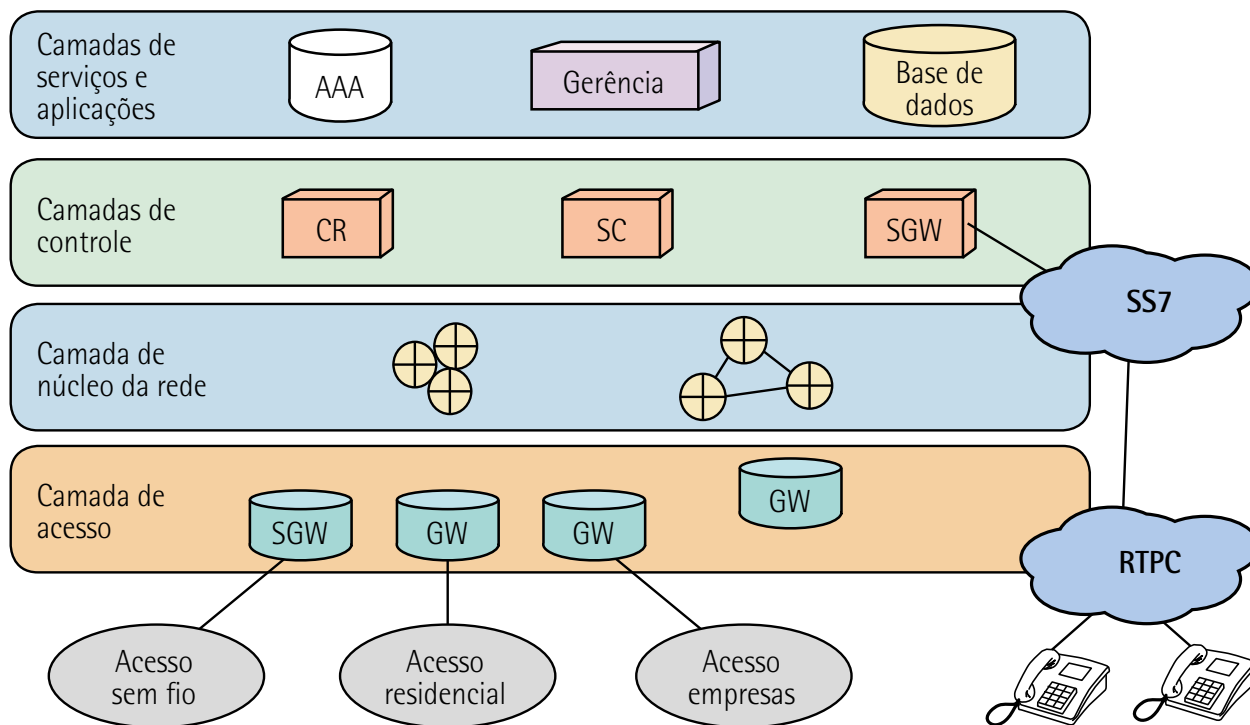 Camadas de
serviços e
aplicações
AAA
Gerência
Base de
dados
Camadas de
controle
CR
SC
SGW
SS7
Camada de
núcleo da rede
Camada de
acesso
SGW
GW
GW
GW
RTPC
Acesso
sem fio
Acesso
residencial
Acesso
empresas